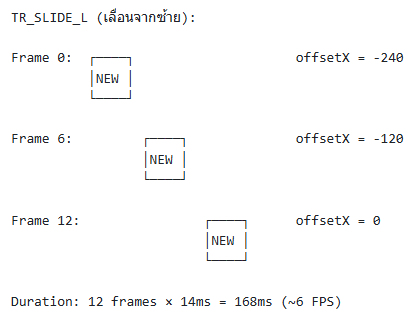 TR_SLIDE_L (เลื่อนจากซ้าย):
Frame 0: offsetX = -240
NEW
Frame 6: offsetX = -120
NEW
Frame 12: offsetX = 0
NEW
Duration: 12 frames × 14ms = 168ms (~6 FPS)